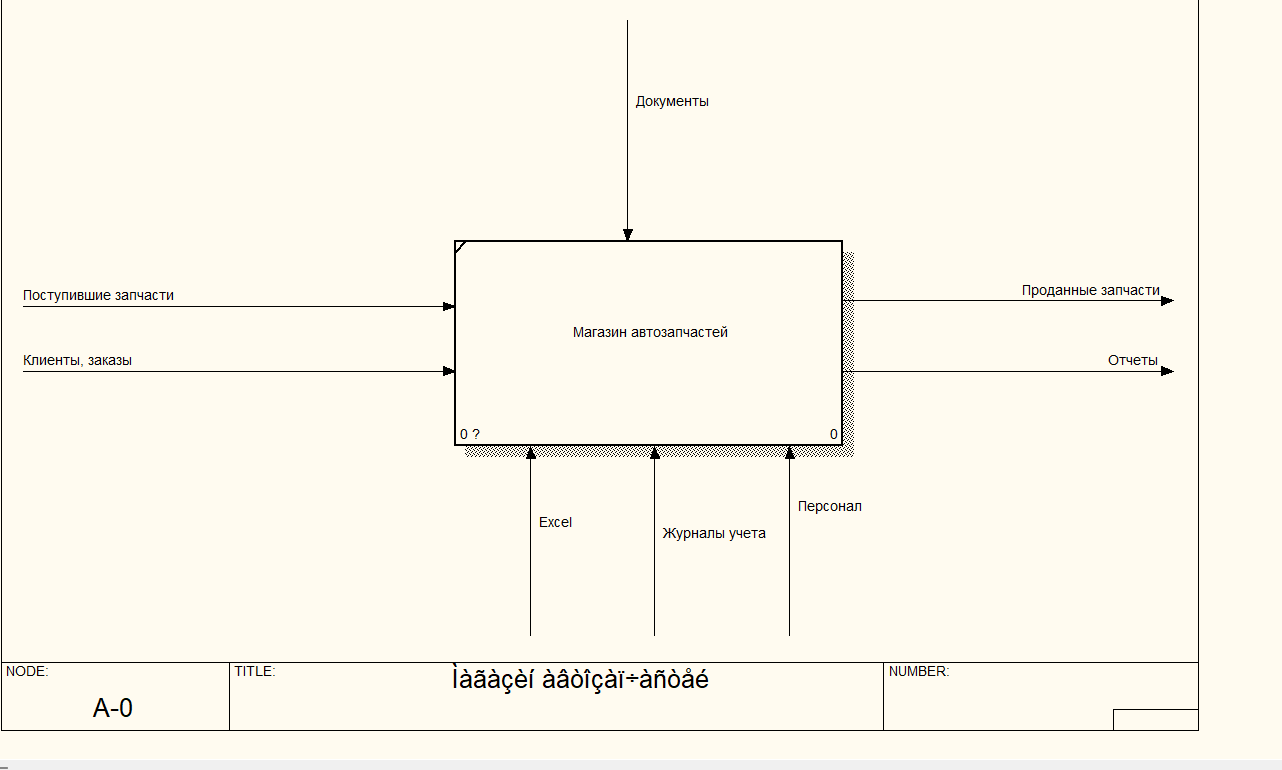 Документы
Поступившие запчасти
Проданные запчасти
Магазин автозапчастей
Клиенты, заказы
Отчеты
0 ?
0
Excel
Журналы учета
Персонал
NODE:
A-0
TITLE:
Ìàãàçèí àâòîçàï÷àñòåé
NUMBER: